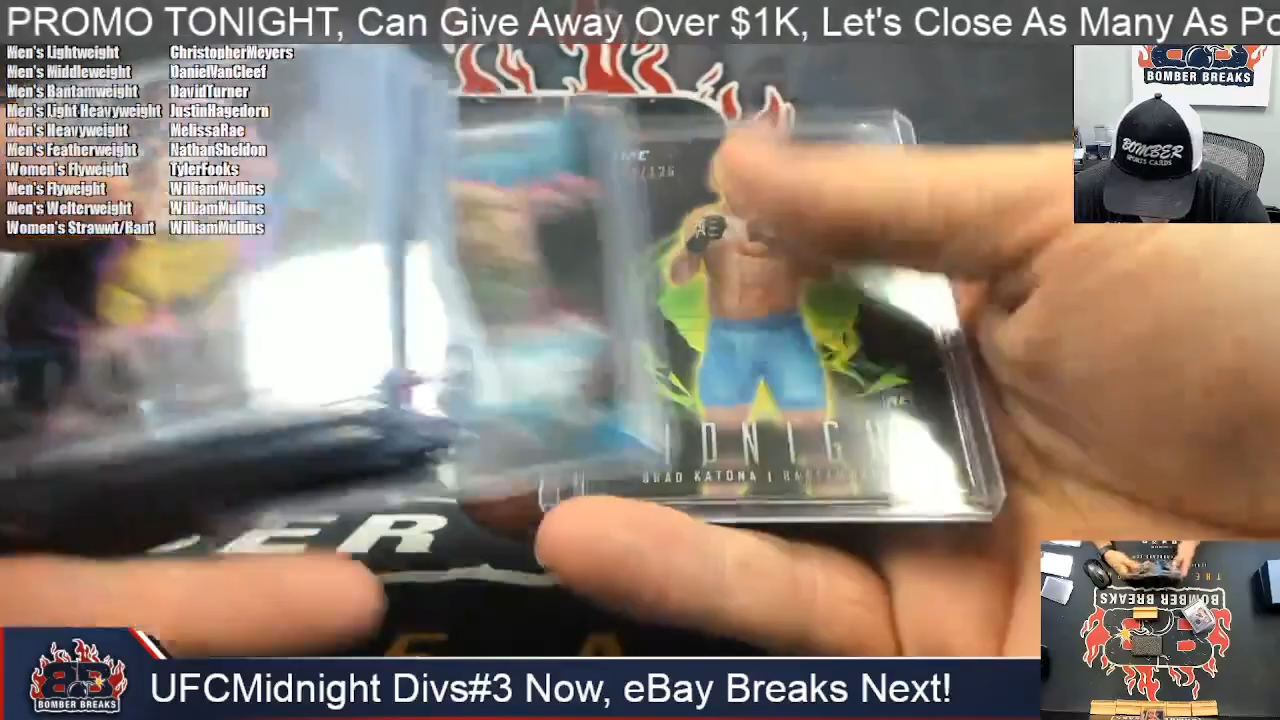 PROMO TONIGHT, Can Give Away Over $1K, Let's Close As Many As Po
Men's Lightweight ChristopherMeyers
Men's Middleweight DanielVanCleef
Men's Bantamweight DavidTurner
Men's Light Heavyweight JustinHagedorn
Men's Heavyweight MelissaRae
Men's Featherweight NathanSheldon
Women's Flyweight TylerFooks
Men's Flyweight WilliamMullins
Men's Welterweight WilliamMullins
Women's Strawwt/Bant WilliamMullins
BOMBER BREAKS
BOMBER
SPORTS CARDS
IDNIGH
BRAD KATONA |
ER
THE
BOMBER BREAKS
BOMBER BREAKS
UFCMidnight Divs#3 Now, eBay Breaks Next!